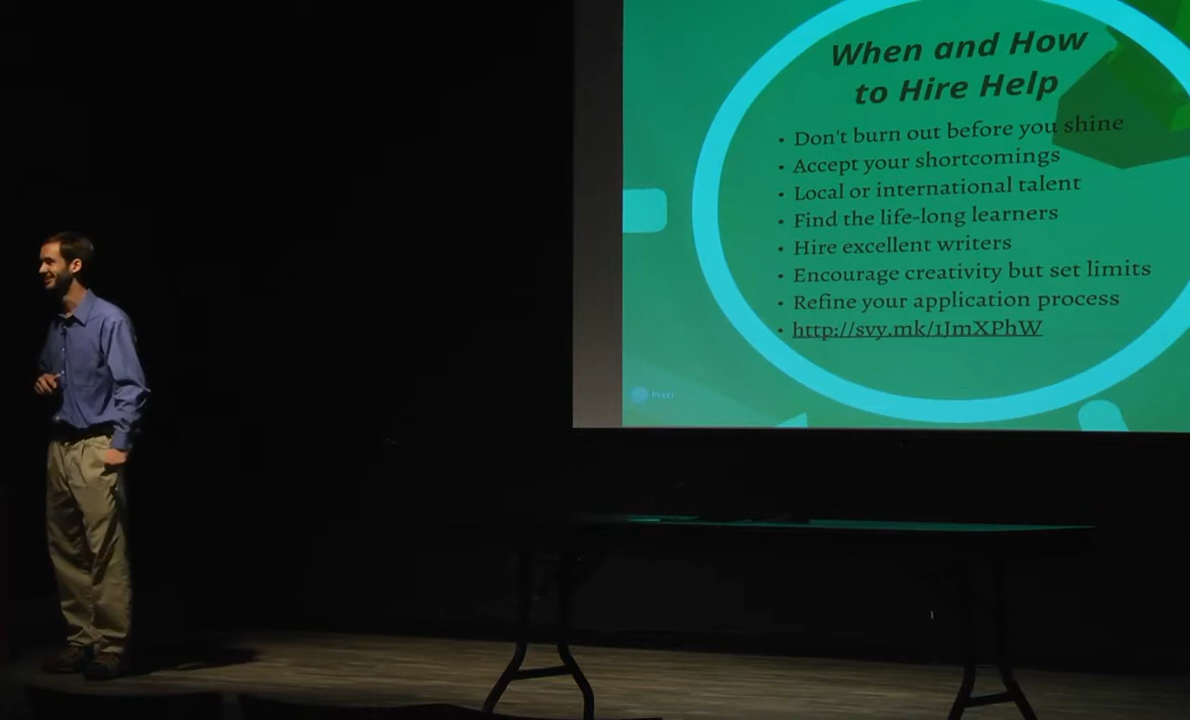 When and How
to Hire Help
• Don't burn out before you shine
• Accept your shortcomings
• Local or international talent
• Find the life-long learners
• Hire excellent writers
• Encourage creativity but set limits
• Refine your application process
• http://svy.mk/1JmXPhW
Prezi